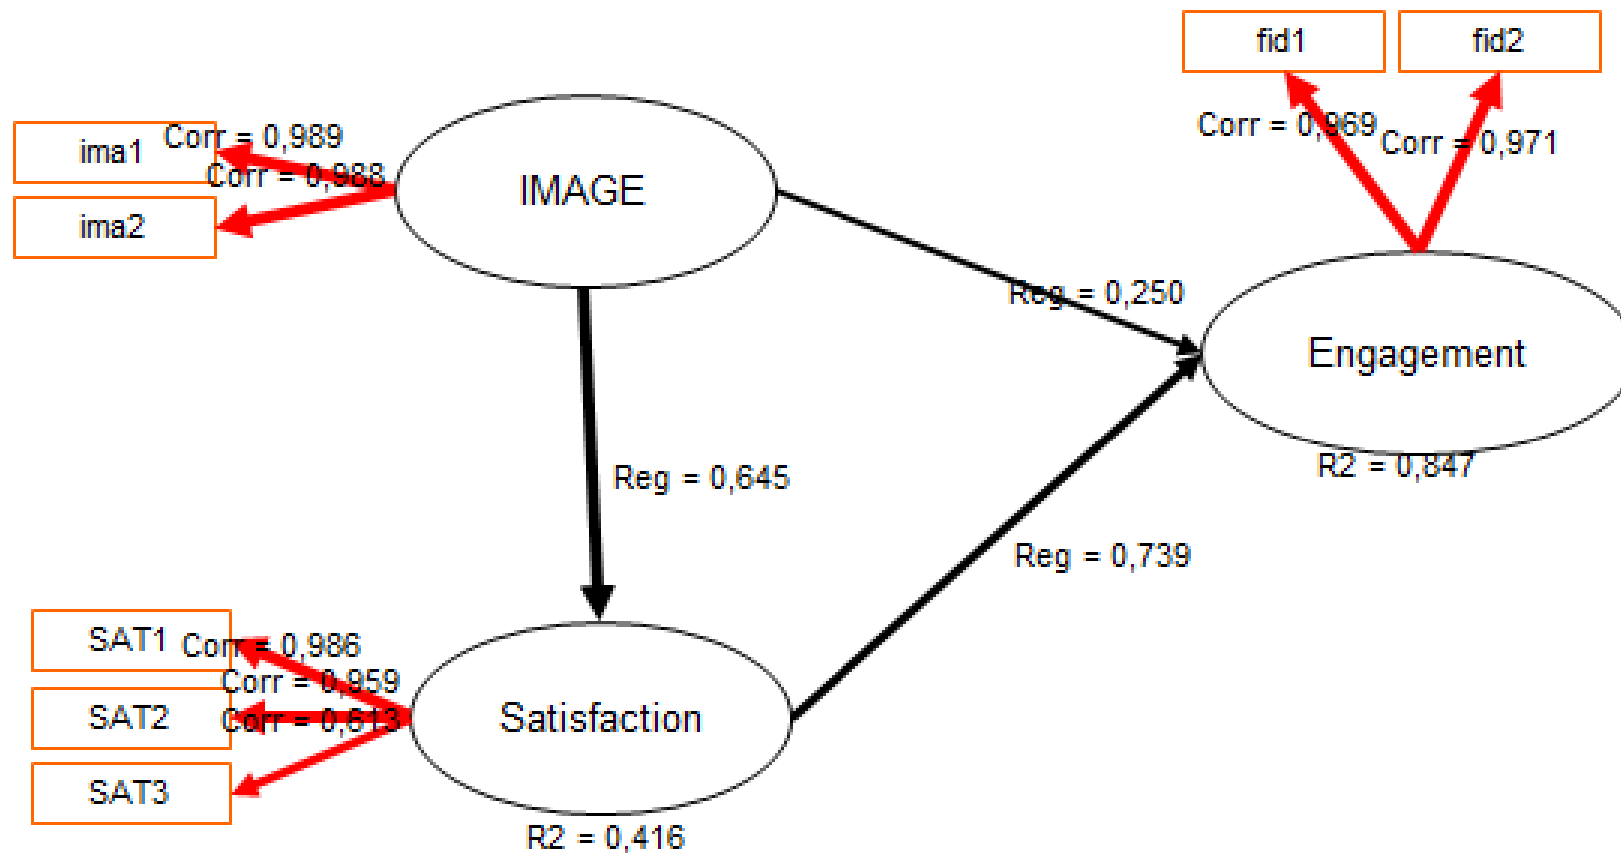 fid1
fid2
Corr = 0,969
Corr = 0,971
ima1
Corr = 0,989
Corr = 0,988
ima2
IMAGE
Reg = 0,250
Engagement
R2 = 0,847
Reg = 0,645
Reg = 0,739
SAT1
Corr = 0,986
Corr = 0,959
SAT2
Corr = 0,613
SAT3
Satisfaction
R2 = 0,416